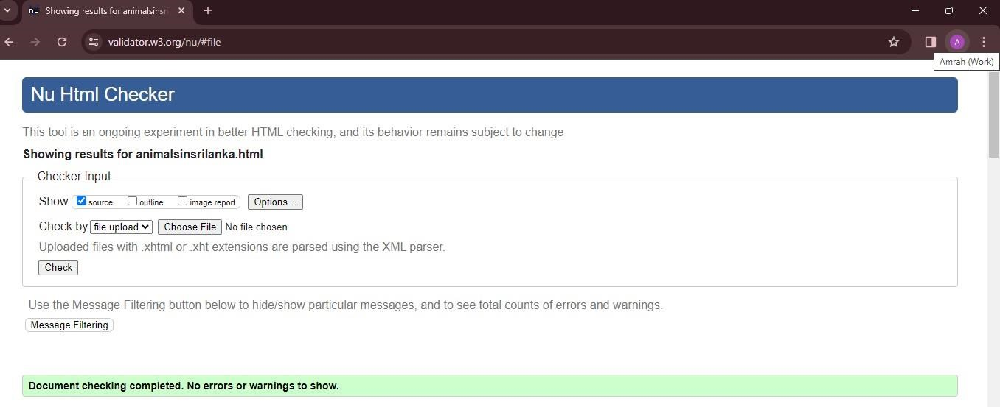 nu Showing results for animalsinsri
validator.w3.org/nu/#file
A
Amrah (Work)
Nu Html Checker
This tool is an ongoing experiment in better HTML checking, and its behavior remains subject to change
Showing results for animalsinsrilanka.html
Checker Input
Show source outline image report Options...
Check by file upload Choose File No file chosen
Uploaded files with .xhtml or .xht extensions are parsed using the XML parser.
Check
Use the Message Filtering button below to hide/show particular messages, and to see total counts of errors and warnings.
Message Filtering
Document checking completed. No errors or warnings to show.